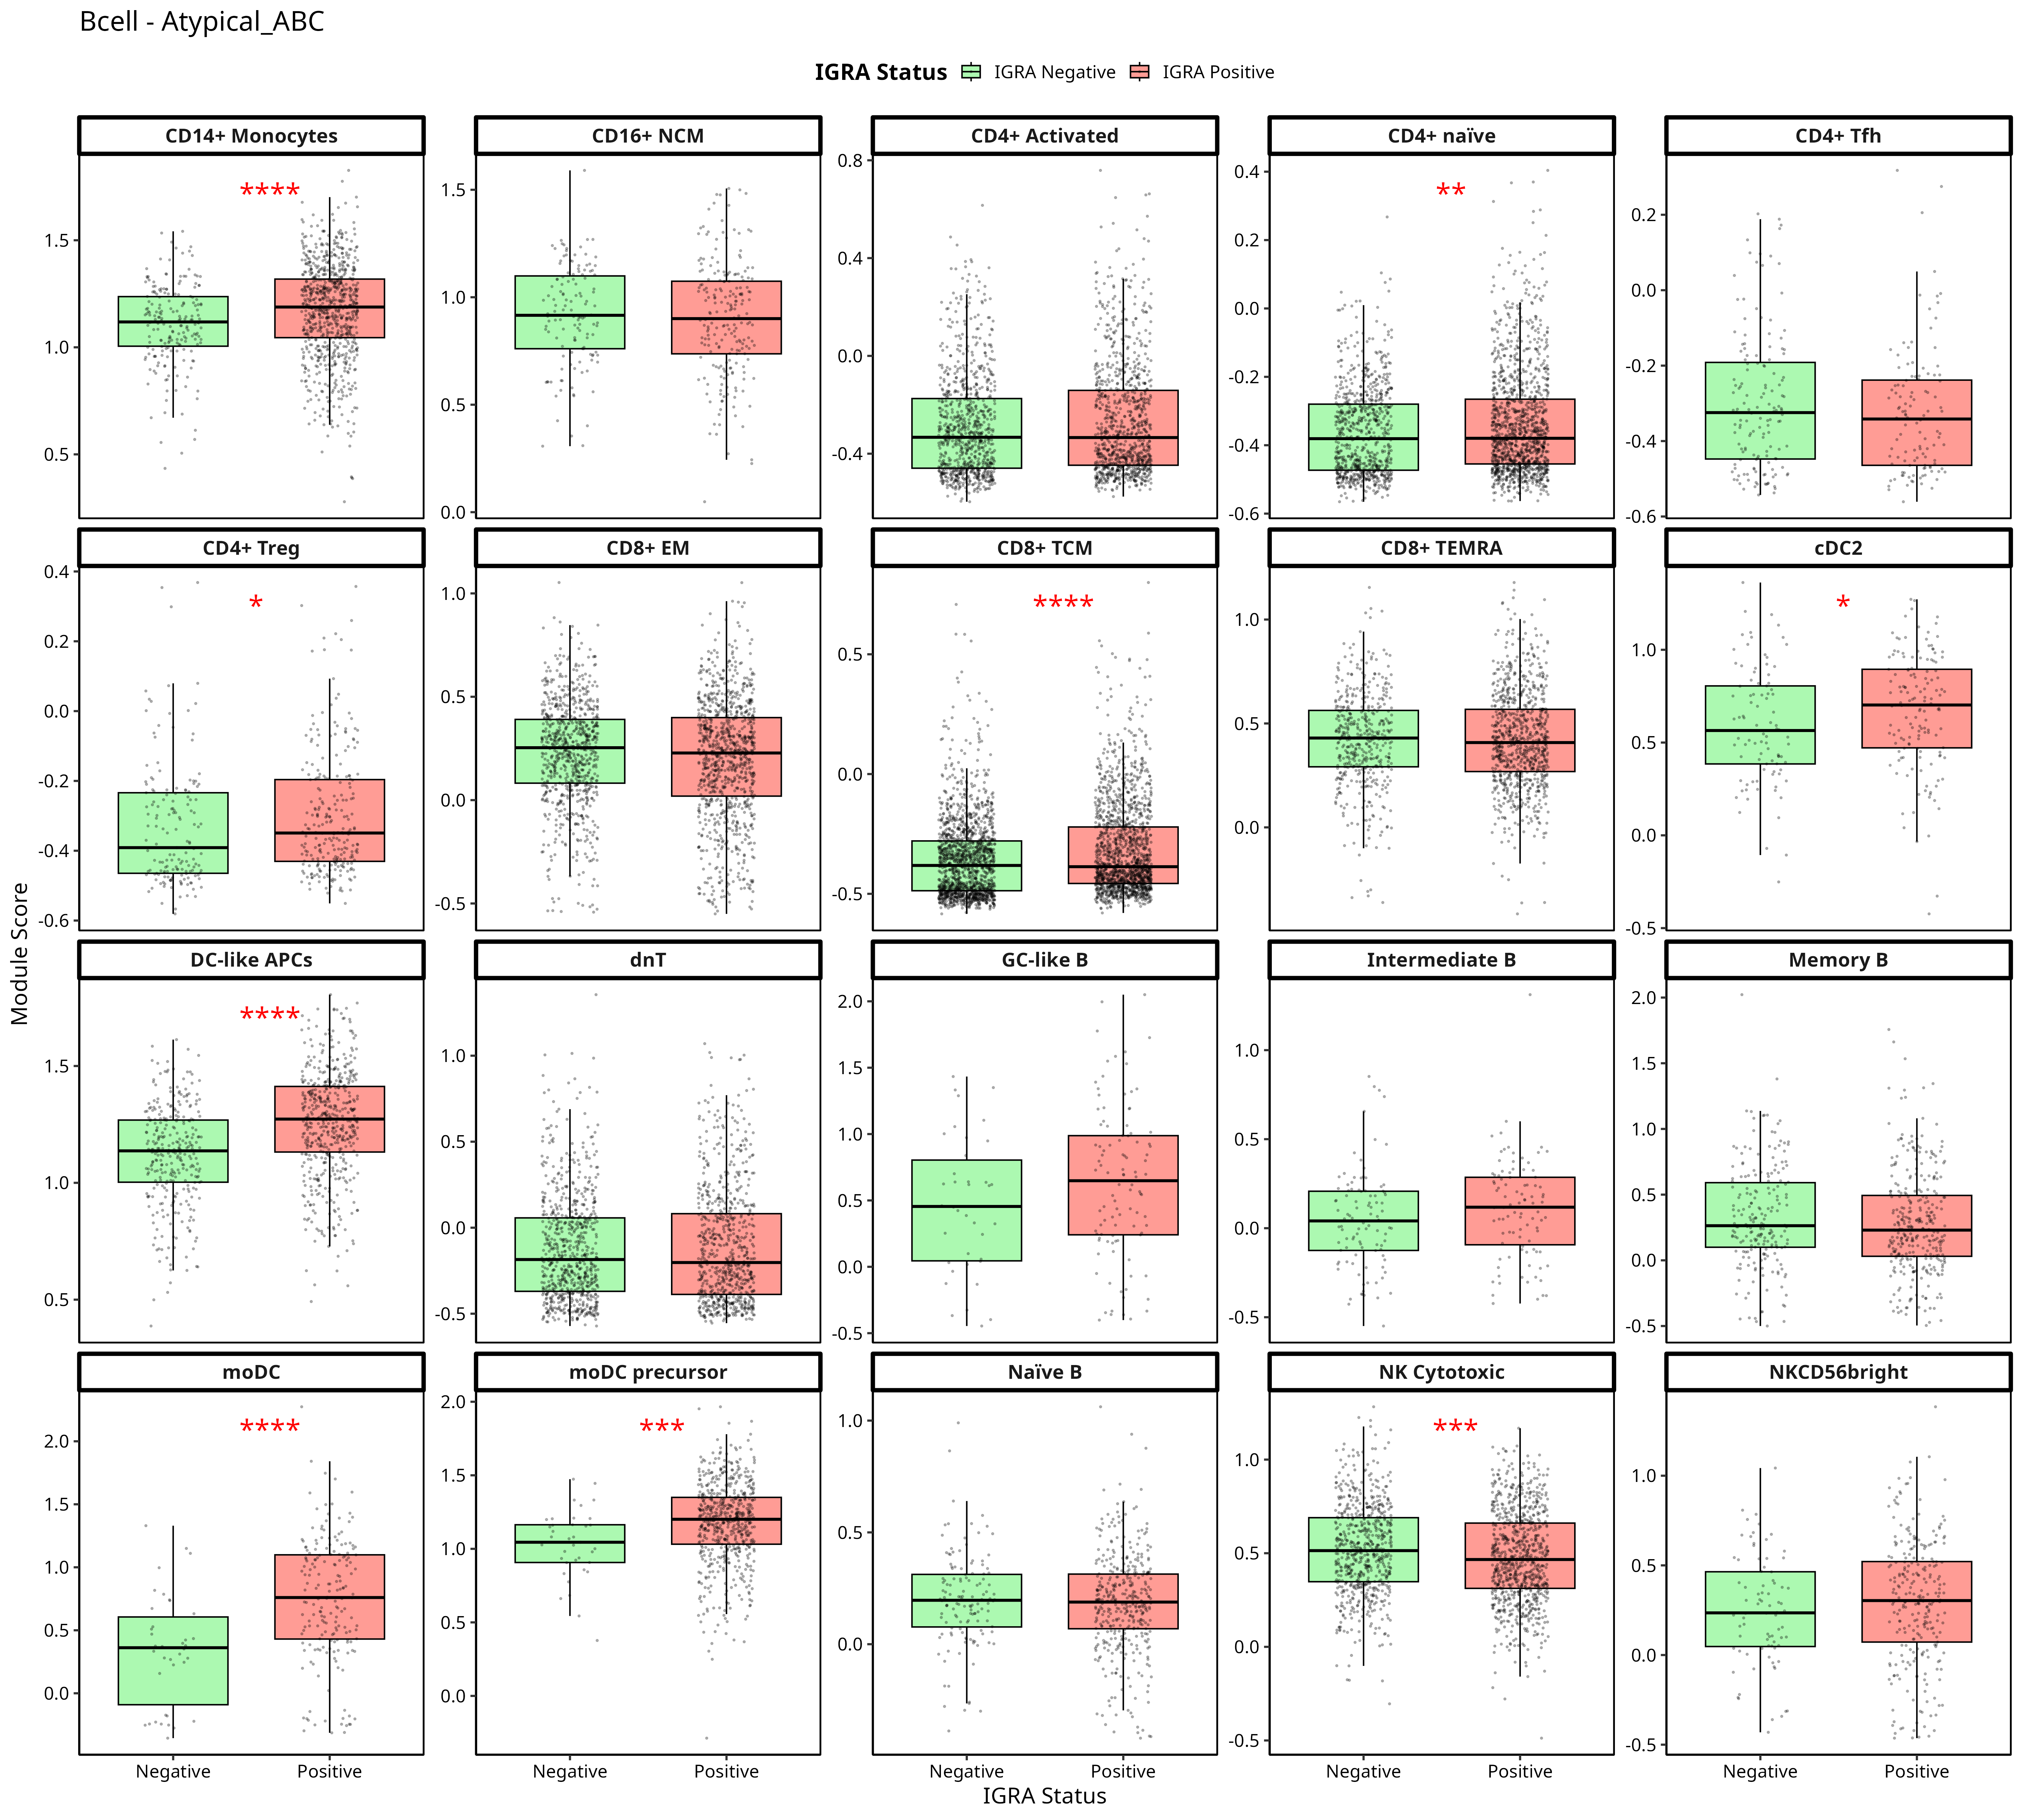 Bcell - Atypical_ABC
IGRA Status IGRA Negative IGRA Positive
CD14+ Monocytes CD16+ NCM CD4+ Activated CD4+ naïve CD4+ Tfh
**** **
1.5 1.0 0.5
1.5 1.0 0.5 0.0
0.8 0.4 0.0 -0.4
0.4 0.2 0.0 -0.2 -0.4 -0.6
0.2 0.0 -0.2 -0.4 -0.6
CD4+ Treg CD8+ EM CD8+ TCM CD8+ TEMRA cDC2
* **** *
0.4 0.2 0.0 -0.2 -0.4 -0.6
1.0 0.5 0.0 -0.5
0.5 0.0 -0.5
1.0 0.5 0.0
1.0 0.5 0.0 -0.5
Module Score
DC-like APCs dnT GC-like B Intermediate B Memory B
****
1.5 1.0 0.5
1.0 0.5 0.0 -0.5
2.0 1.5 1.0 0.5 0.0 -0.5
1.0 0.5 0.0 -0.5
2.0 1.5 1.0 0.5 0.0 -0.5
moDC moDC precursor Naïve B NK Cytotoxic NKCD56bright
**** *** ***
2.0 1.5 1.0 0.5 0.0
2.0 1.5 1.0 0.5 0.0
1.0 0.5 0.0
1.0 0.5 0.0 -0.5
1.0 0.5 0.0 -0.5
Negative Positive Negative Positive Negative Positive Negative Positive Negative Positive
IGRA Status